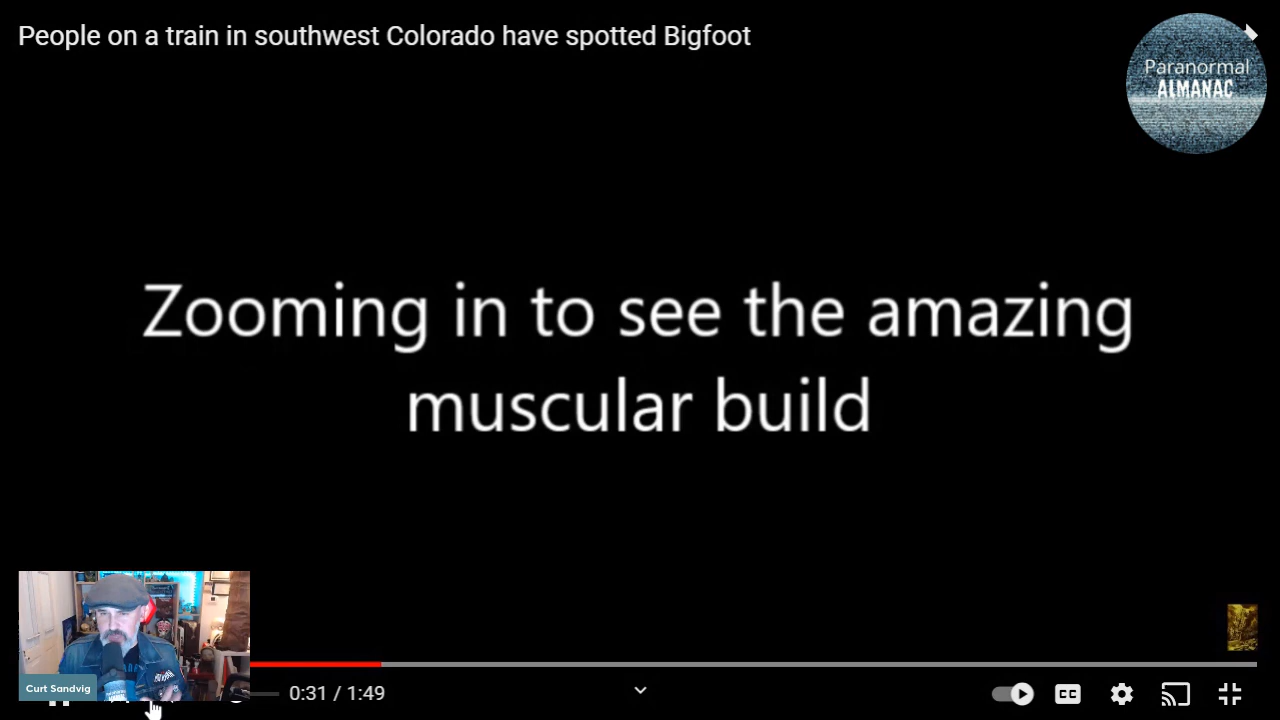 People on a train in southwest Colorado have spotted Bigfoot
Paranormal
ALMANAC
Zooming in to see the amazing
muscular build
Curt Sandvig
0:31 / 1:49
CC